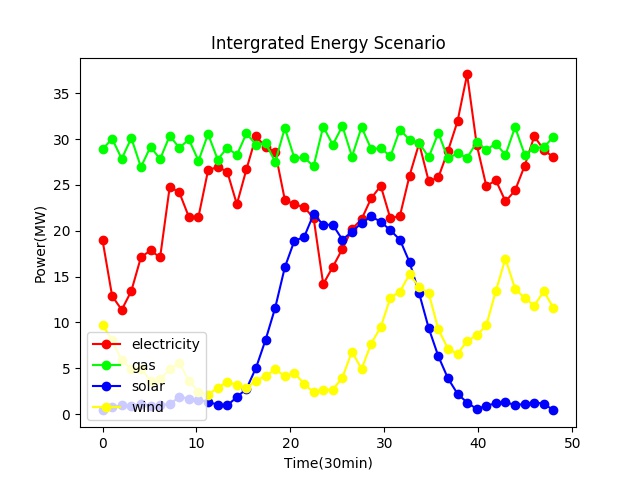 Intergrated Energy Scenario
Power(MW)
35
30
25
20
15
10
5
0
electricity
gas
solar
wind
0 10 20 30 40 50
Time(30min)